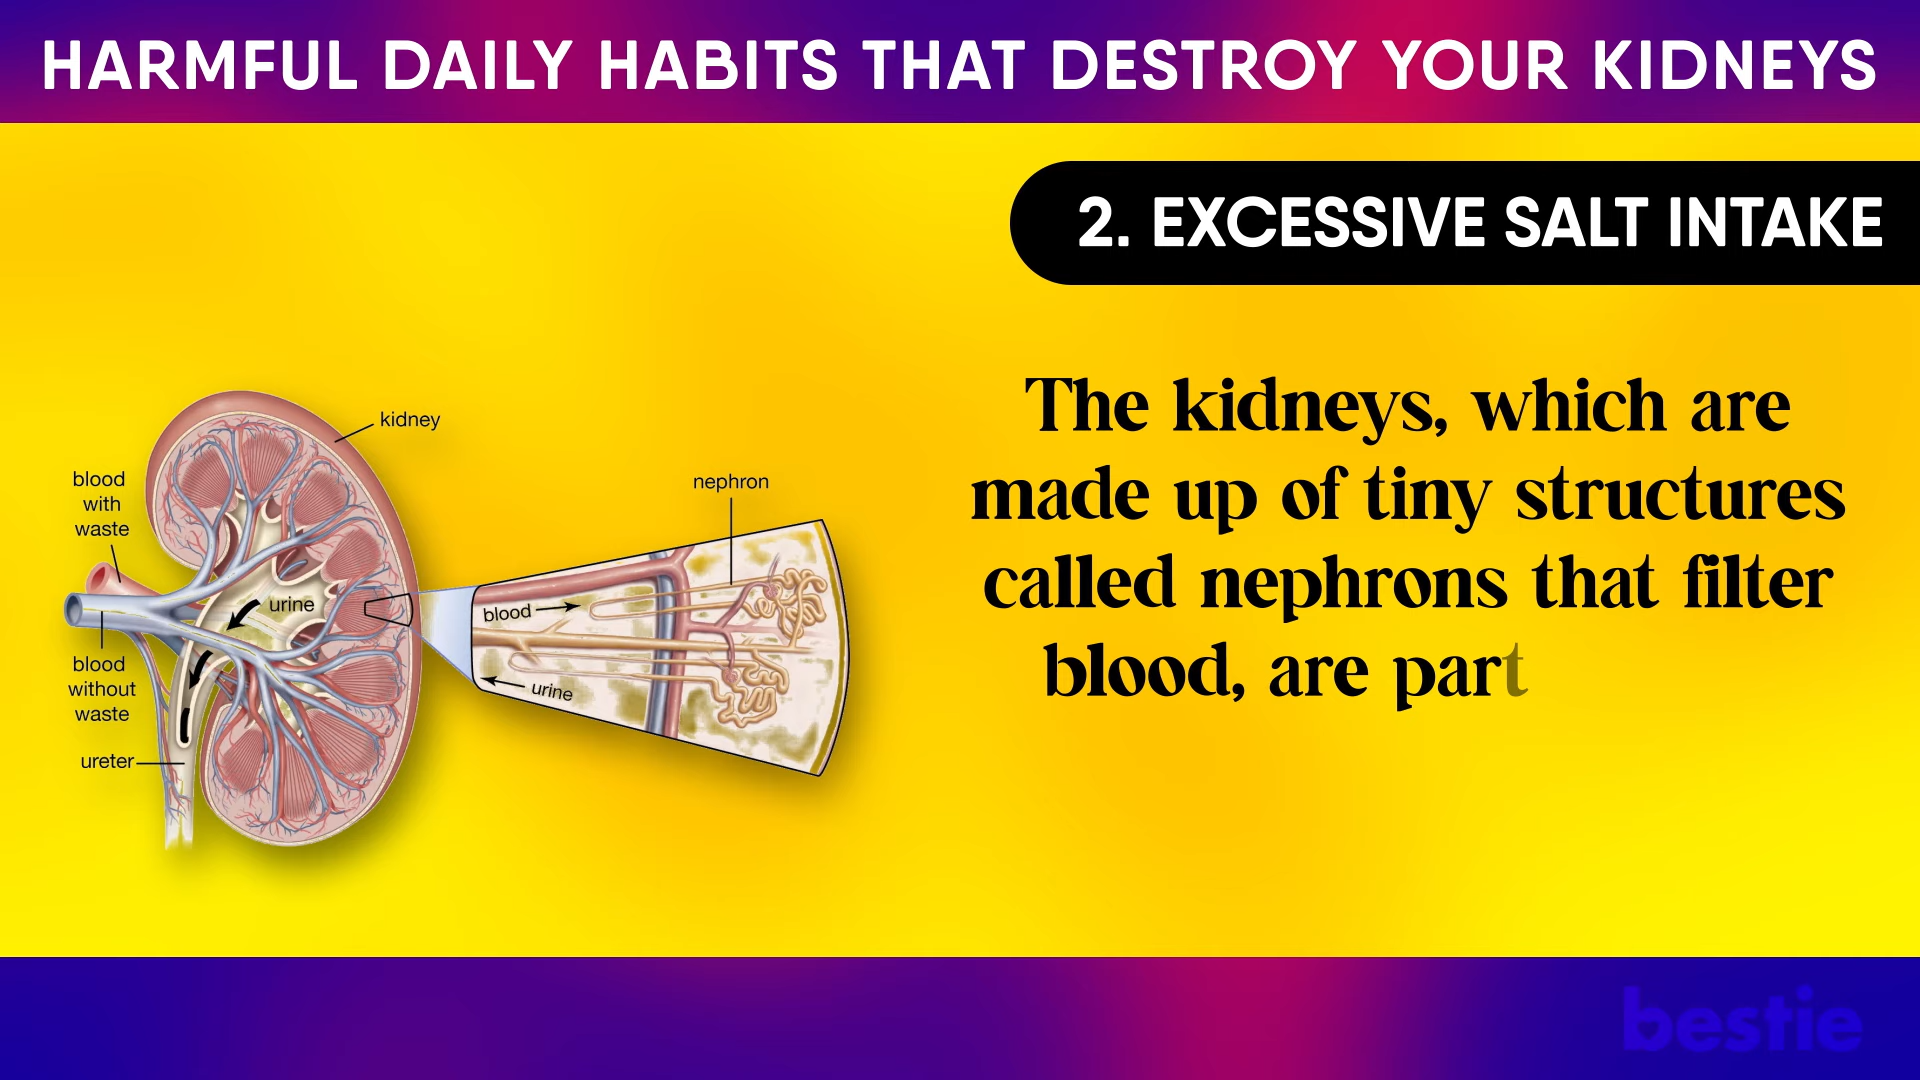 HARMFUL DAILY HABITS THAT DESTROY YOUR KIDNEYS
2. EXCESSIVE SALT INTAKE
The kidneys, which are
made up of tiny structures
called nephrons that filter
blood, are part
kidney
blood
with
waste
urine
blood
without
waste
ureter
nephron
blood
urine
bestie